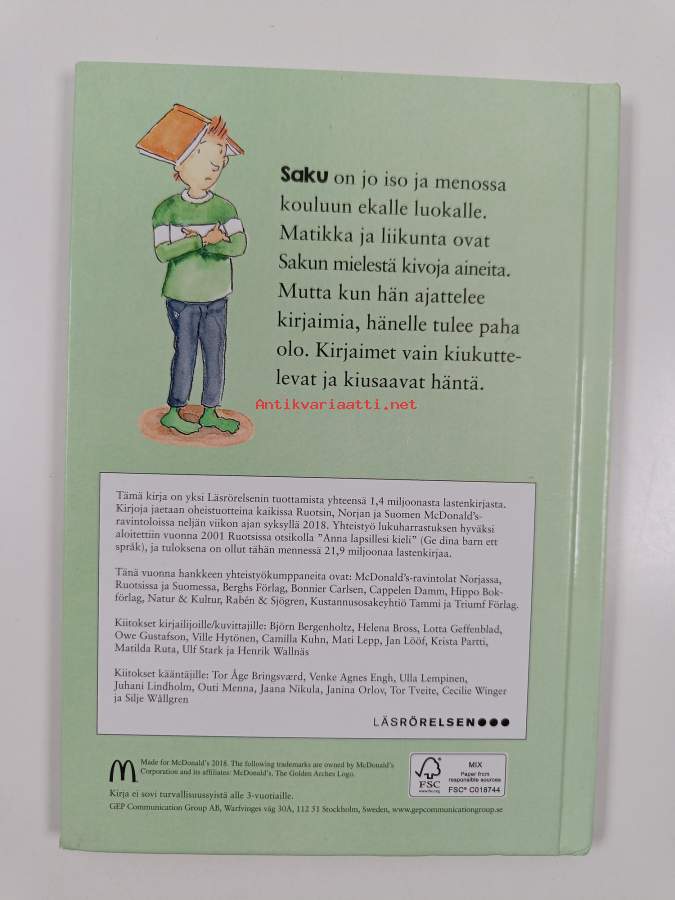 Saku on jo iso ja menossa
kouluun ekalle luokalle.
Matikka ja liikunta ovat
Sakun mielestä kivoja aineita.
Mutta kun hän ajattelee
kirjaimia, hänelle tulee paha
olo. Kirjaimet vain kiukutte-
levat ja kiusaavat häntä.
Antikvariaatti.net
Tämä kirja on yksi Läsrörelsenin tuottamista yhteensä 1,4 miljoonasta lastenkirjasta.
Kirjoja jaetaan oheistuotteina kaikissa Ruotsin, Norjan ja Suomen McDonald's-
ravintoloissa neljän viikon ajan syksyllä 2018. Yhteistyö lukuharrastuksen hyväksi
aloitettiin vuonna 2001 Ruotsissa otsikolla "Anna lapsillesi kieli" (Ge dina barn ett
språk), ja tuloksena on ollut tähän mennessä 21,9 miljoonaa lastenkirjaa.
Tänä vuonna hankkeen yhteistyökumppaneita ovat: McDonald's-ravintolat Norjassa,
Ruotsissa ja Suomessa, Berghs Förlag, Bonnier Carlsen, Cappelen Damm, Hippo Bok-
förlag, Natur & Kultur, Rabén & Sjögren, Kustannusosakeyhtiö Tammi ja Triumf Förlag.
Kiitokset kirjailijoille/kuvittajille: Björn Bergenholtz, Helena Bross, Lotta Geffenblad,
Owe Gustafson, Ville Hytönen, Camilla Kuhn, Mati Lepp, Jan Lööf, Krista Partti,
Matilda Ruta, Ulf Stark ja Henrik Wallnäs
Kiitokset kääntäjille: Tor Åge Bringsværd, Venke Agnes Engh, Ulla Lempinen,
Juhani Lindholm, Outi Menna, Jaana Nikula, Janina Orlov, Tor Tveite, Cecilie Winger
ja Silje Wållgren
LÄSRÖRELSEN
Made for McDonald's 2018. The following trademarks are owned by McDonald's
Corporation and its affiliates: McDonald's, The Golden Arches Logo.
Kirja ei sovi turvallisuussyistä alle 3-vuotiaille.
GEP Communication Group AB, Warfvinges väg 30A, 112 51 Stockholm, Sweden, www.gepcommunicationgroup.se
FSC
www.fsc.org
MIX
Paper from
responsible sources
FSC® C018744